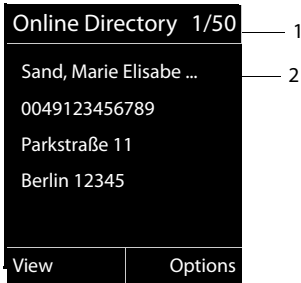 Online Directory 1/50
1
Sand, Marie Elisabe ...
2
0049123456789
Parkstraße 11
Berlin 12345
View Options